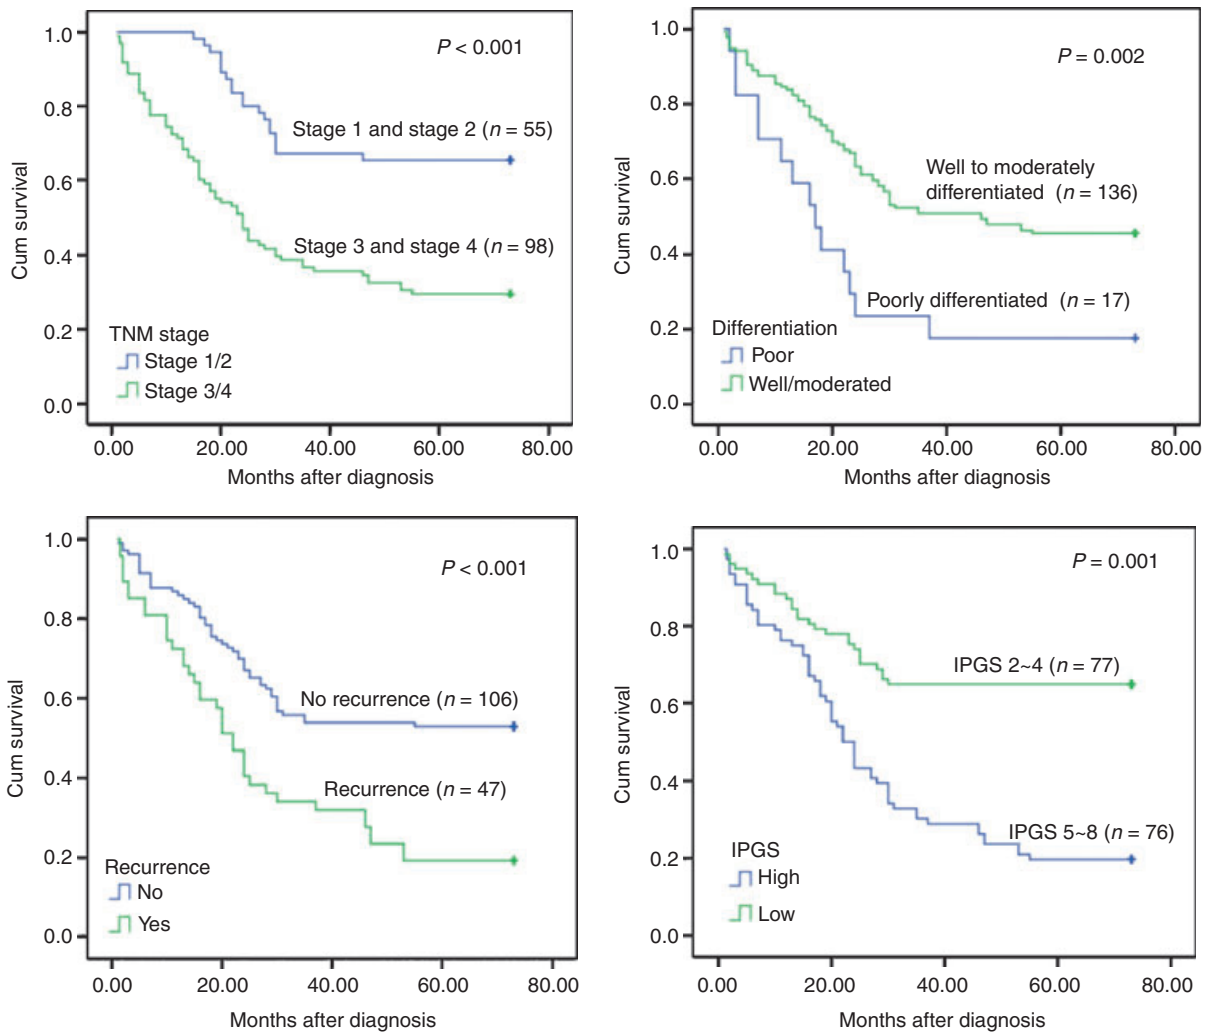 P < 0.001
1.0
0.8
0.6
0.4
0.2
0.0
Cum survival
Stage 1 and stage 2 (n = 55)
Stage 3 and stage 4 (n = 98)
TNM stage
Stage 1/2
Stage 3/4
0.00 20.00 40.00 60.00 80.00
Months after diagnosis
P = 0.002
1.0
0.8
0.6
0.4
0.2
0.0
Cum survival
Well to moderately
differentiated (n = 136)
Poorly differentiated (n = 17)
Differentiation
Poor
Well/moderated
0.00 20.00 40.00 60.00 80.00
Months after diagnosis
P < 0.001
1.0
0.8
0.6
0.4
0.2
0.0
Cum survival
No recurrence (n = 106)
Recurrence (n = 47)
Recurrence
No
Yes
0.00 20.00 40.00 60.00 80.00
Months after diagnosis
P = 0.001
1.0
0.8
0.6
0.4
0.2
0.0
Cum survival
IPGS 2~4 (n = 77)
IPGS 5~8 (n = 76)
IPGS
High
Low
0.00 20.00 40.00 60.00 80.00
Months after diagnosis